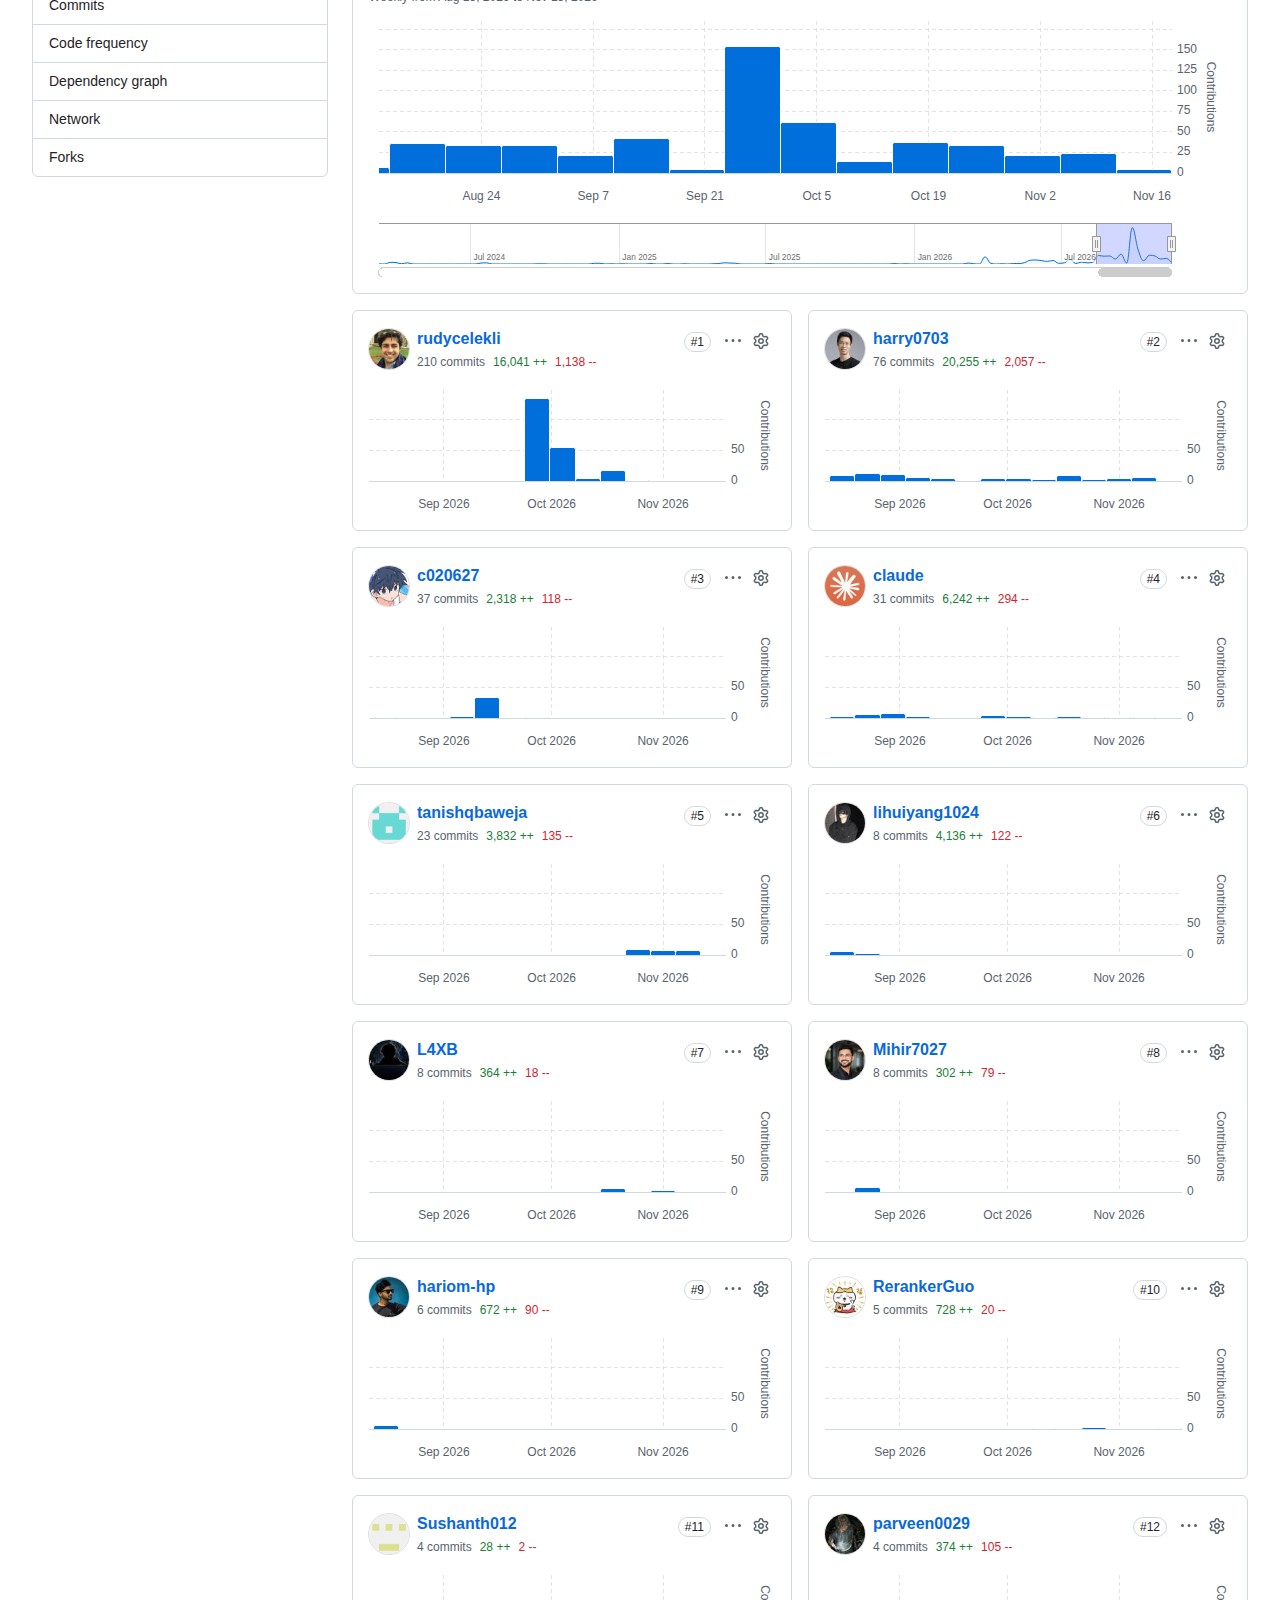 Commits
Code frequency
Dependency graph
Network
Forks
150
125
100
75
50
25
0
Contributions
Aug 24
Sep 7
Sep 21
Oct 5
Oct 19
Nov 2
Nov 16
Jul 2024
Jan 2025
Jul 2025
Jan 2026
Jul 2026
rudycelekli
#1
210 commits 16,041 ++ 1,138 --
Contributions
50
0
Sep 2026
Oct 2026
Nov 2026
harry0703
#2
76 commits 20,255 ++ 2,057 --
Contributions
50
0
Sep 2026
Oct 2026
Nov 2026
c020627
#3
37 commits 2,318 ++ 118 --
Contributions
50
0
Sep 2026
Oct 2026
Nov 2026
claude
#4
31 commits 6,242 ++ 294 --
Contributions
50
0
Sep 2026
Oct 2026
Nov 2026
tanishqbaweja
#5
23 commits 3,832 ++ 135 --
Contributions
50
0
Sep 2026
Oct 2026
Nov 2026
lihuiyang1024
#6
8 commits 4,136 ++ 122 --
Contributions
50
0
Sep 2026
Oct 2026
Nov 2026
L4XB
#7
8 commits 364 ++ 18 --
Contributions
50
0
Sep 2026
Oct 2026
Nov 2026
Mihir7027
#8
8 commits 302 ++ 79 --
Contributions
50
0
Sep 2026
Oct 2026
Nov 2026
hariom-hp
#9
6 commits 672 ++ 90 --
Contributions
50
0
Sep 2026
Oct 2026
Nov 2026
RerankerGuo
#10
5 commits 728 ++ 20 --
Contributions
50
0
Sep 2026
Oct 2026
Nov 2026
Sushanth012
#11
4 commits 28 ++ 2 --
Co
parveen0029
#12
4 commits 374 ++ 105 --
Co